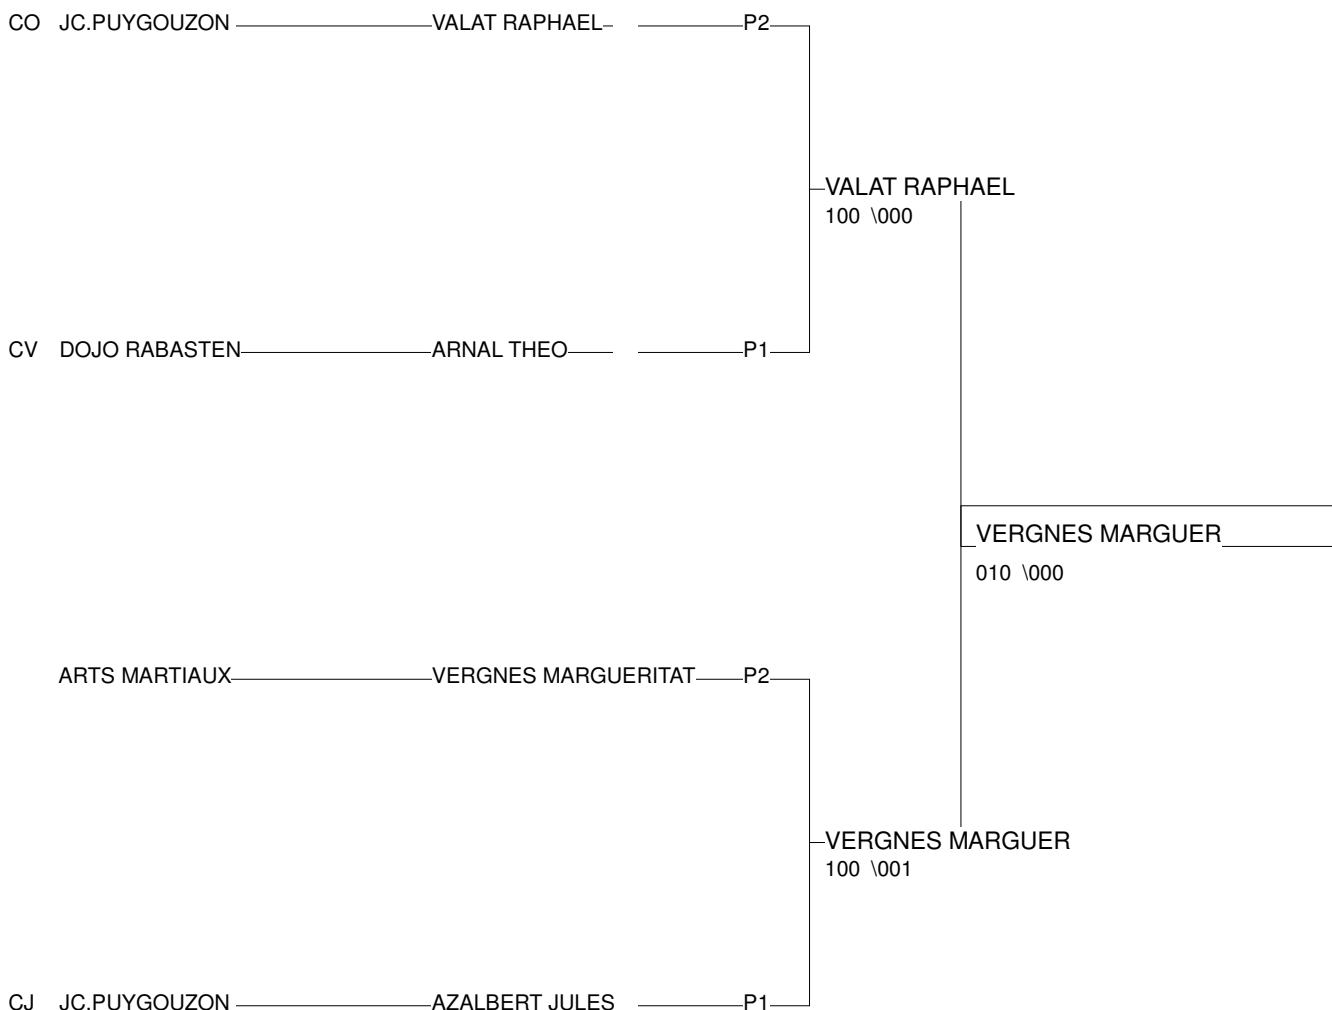 CO JC.PUYGOUZON VALAT RAPHAEL P2
VALAT RAPHAEL
100 \000
CV DOJO RABASTEN ARNAL THEO P1
VERGNES MARGUER
010 \000
ARTS MARTIAUX VERGNES MARGUERITAT P2
VERGNES MARGUER
100 \001
CJ JC.PUYGOUZON AZALBERT JULES P1